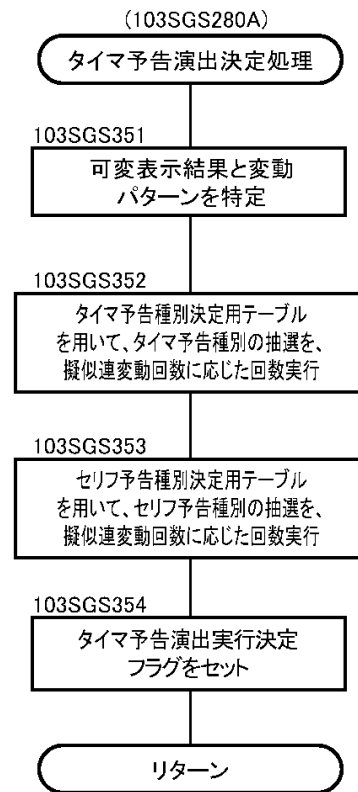 (103SGS280A)
タイマ予告演出決定処理
103SGS351
可変表示結果と変動
パターンを特定
103SGS352
タイマ予告種別決定用テーブル
を用いて、タイマ予告種別の抽選を、
擬似連変動回数に応じた回数実行
103SGS353
セリフ予告種別決定用テーブル
を用いて、セリフ予告種別の抽選を、
擬似連変動回数に応じた回数実行
103SGS354
タイマ予告演出実行決定
フラグをセット
リターン